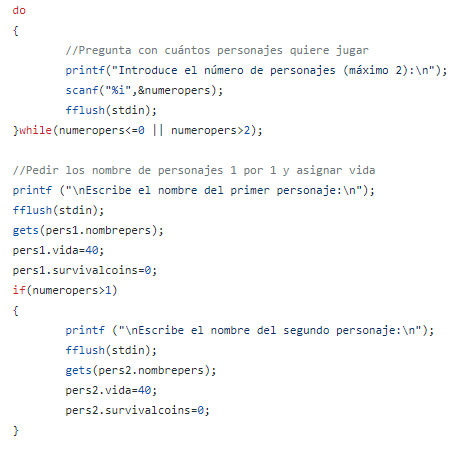 do
{
//Pregunta con cuántos personajes quiere jugar
printf("Introduce el número de personajes (máximo 2):\n");
scanf("%i",&numeropers);
fflush(stdin);
}while(numeropers<=0 || numeropers>2);
//Pedir los nombre de personajes 1 por 1 y asignar vida
printf ("\nEscribe el nombre del primer personaje:\n");
fflush(stdin);
gets(pers1.nombrepers);
pers1.vida=40;
pers1.survivalcoins=0;
if(numeropers>1)
{
printf ("\nEscribe el nombre del segundo personaje:\n");
fflush(stdin);
gets(pers2.nombrepers);
pers2.vida=40;
pers2.survivalcoins=0;
}